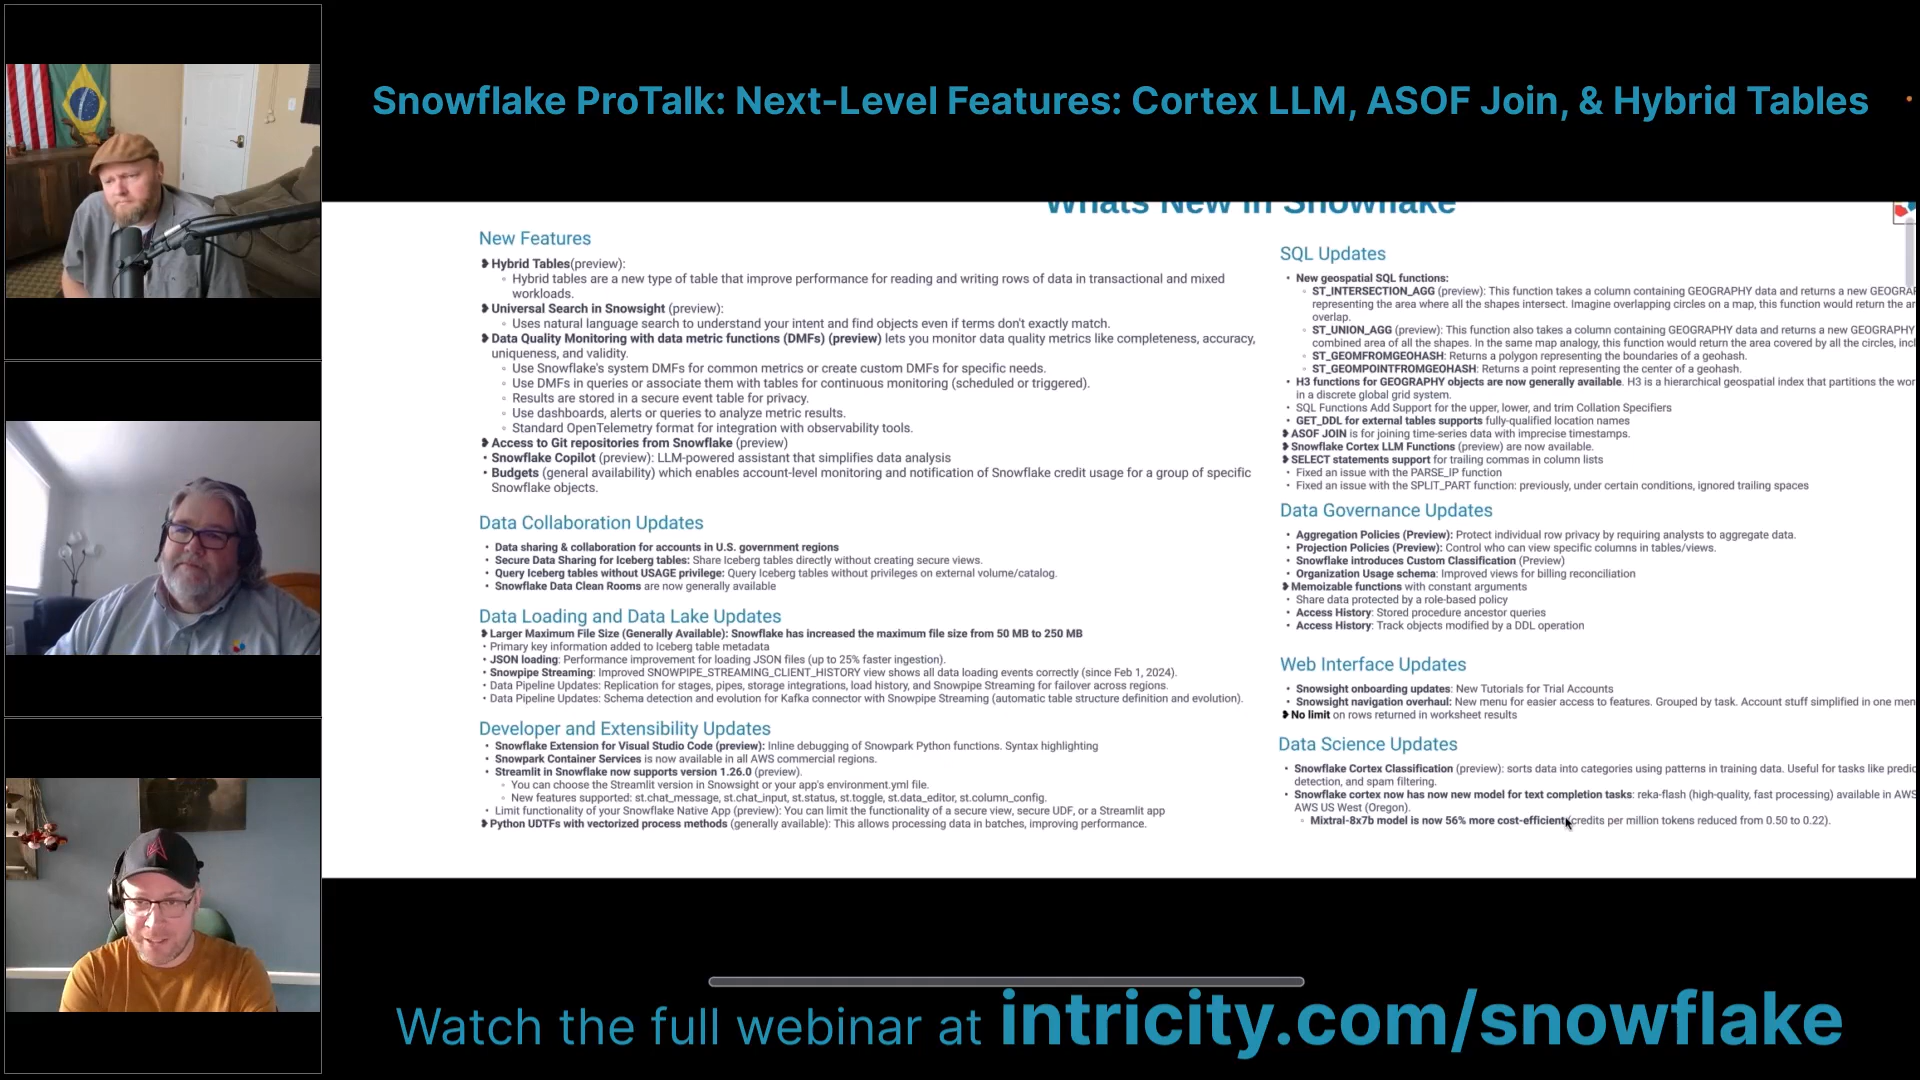 Snowflake ProTalk: Next-Level Features: Cortex LLM, ASOF Join, & Hybrid Tables
Whats New in Snowflake
New Features
Hybrid Tables(preview):
Hybrid tables are a new type of table that improve performance for reading and writing rows of data in transactional and mixed
workloads.
Universal Search in Snowsight (preview):
Uses natural language search to understand your intent and find objects even if terms don't exactly match.
Data Quality Monitoring with data metric functions (DMFs) (preview) lets you monitor data quality metrics like completeness, accuracy,
uniqueness, and validity.
Use Snowflake's system DMFs for common metrics or create custom DMFs for specific needs.
Use DMFs in queries or associate them with tables for continuous monitoring (scheduled or triggered).
Results are stored in a secure event table for privacy.
Use dashboards, alerts or queries to analyze metric results.
Standard OpenTelemetry format for integration with observability tools.
Access to Git repositories from Snowflake (preview)
Snowflake Copilot (preview): LLM-powered assistant that simplifies data analysis
Budgets (general availability) which enables account-level monitoring and notification of Snowflake credit usage for a group of specific
Snowflake objects.
Data Collaboration Updates
Data sharing & collaboration for accounts in U.S. government regions
Secure Data Sharing for Iceberg tables: Share Iceberg tables directly without creating secure views.
Query Iceberg tables without USAGE privilege: Query Iceberg tables without privileges on external volume/catalog.
Snowflake Data Clean Rooms are now generally available
Data Loading and Data Lake Updates
Larger Maximum File Size (Generally Available): Snowflake has increased the maximum file size from 50 MB to 250 MB
Primary key information added to Iceberg table metadata
JSON loading: Performance improvement for loading JSON files (up to 25% faster ingestion).
Snowpipe Streaming: Improved SNOWPIPE_STREAMING_CLIENT_HISTORY view shows all data loading events correctly (since Feb 1, 2024).
Data Pipeline Updates: Replication for stages, pipes, storage integrations, load history, and Snowpipe Streaming for failover across regions.
Data Pipeline Updates: Schema detection and evolution for Kafka connector with Snowpipe Streaming (automatic table structure definition and evolution).
Developer and Extensibility Updates
Snowflake Extension for Visual Studio Code (preview): Inline debugging of Snowpark Python functions. Syntax highlighting
Snowpark Container Services is now available in all AWS commercial regions.
Streamlit in Snowflake now supports version 1.26.0 (preview).
You can choose the Streamlit version in Snowsight or your app's environment.yml file.
New features supported: st.chat_message, st.chat_input, st.status, st.toggle, st.data_editor, st.column_config.
Limit functionality of your Snowflake Native App (preview): You can limit the functionality of a secure view, secure UDF, or a Streamlit app
Python UDTFs with vectorized process methods (generally available): This allows processing data in batches, improving performance.
SQL Updates
New geospatial SQL functions:
ST_INTERSECTION_AGG (preview): This function takes a column containing GEOGRAPHY data and returns a new GEOGRAP
representing the area where all the shapes intersect. Imagine overlapping circles on a map, this function would return the ar
overlap.
ST_UNION_AGG (preview): This function also takes a column containing GEOGRAPHY data and returns a new GEOGRAPHY
combined area of all the shapes. In the same map analogy, this function would return the area covered by all the circles, incl
ST_GEOMFROMGEOHASH: Returns a polygon representing the boundaries of a geohash.
ST_GEOMPOINTFROMGEOHASH: Returns a point representing the center of a geohash.
H3 functions for GEOGRAPHY objects are now generally available. H3 is a hierarchical geospatial index that partitions the wor
in a discrete global grid system.
SQL Functions Add Support for the upper, lower, and trim Collation Specifiers
GET_DDL for external tables supports fully-qualified location names
ASOF JOIN is for joining time-series data with imprecise timestamps.
Snowflake Cortex LLM Functions (preview) are now available.
SELECT statements support for trailing commas in column lists
Fixed an issue with the PARSE_IP function
Fixed an issue with the SPLIT_PART function: previously, under certain conditions, ignored trailing spaces
Data Governance Updates
Aggregation Policies (Preview): Protect individual row privacy by requiring analysts to aggregate data.
Projection Policies (Preview): Control who can view specific columns in tables/views.
Snowflake introduces Custom Classification (Preview)
Organization Usage schema: Improved views for billing reconciliation
Memoizable functions with constant arguments
Share data protected by a role-based policy
Access History: Stored procedure ancestor queries
Access History: Track objects modified by a DDL operation
Web Interface Updates
Snowsight onboarding updates: New Tutorials for Trial Accounts
Snowsight navigation overhaul: New menu for easier access to features. Grouped by task. Account stuff simplified in one men
No limit on rows returned in worksheet results
Data Science Updates
Snowflake Cortex Classification (preview): sorts data into categories using patterns in training data. Useful for tasks like predic
detection, and spam filtering.
Snowflake cortex now has now new model for text completion tasks: reka-flash (high-quality, fast processing) available in AWS
AWS US West (Oregon).
Mixtral-8x7b model is now 56% more cost-efficient (credits per million tokens reduced from 0.50 to 0.22).
Watch the full webinar at intricity.com/snowflake